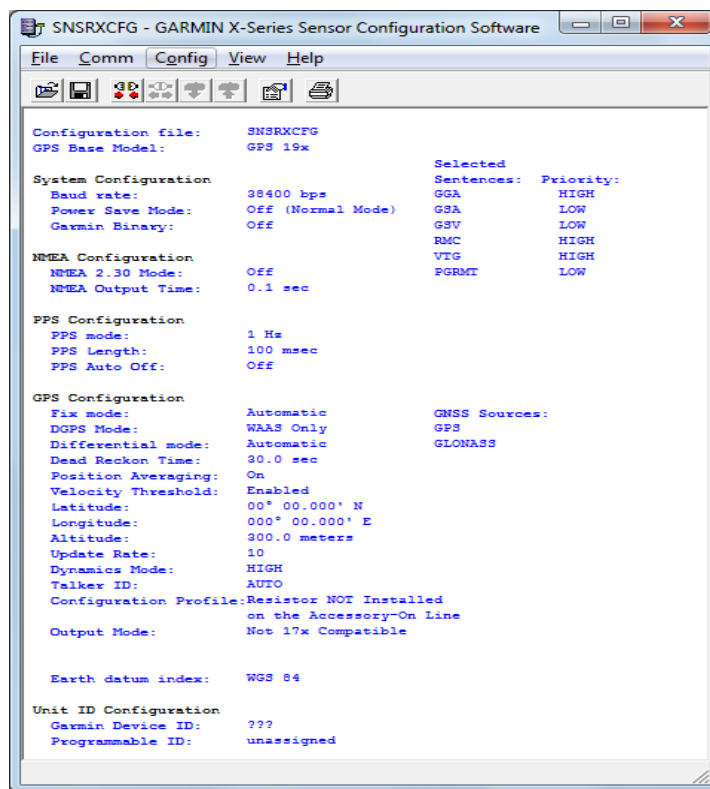 SNSRXCFG - GARMIN X-Series Sensor Configuration Software
File Comm Config View Help
Configuration file: SNSRXCFG
GPS Base Model: GPS 19x
Selected
System Configuration Sentences: Priority:
Baud rate: 38400 bps GGA HIGH
Power Save Mode: Off (Normal Mode) GSA LOW
Garmin Binary: Off GSV LOW
RMC HIGH
NMEA Configuration VTG HIGH
NMEA 2.30 Mode: Off PGRMT LOW
NMEA Output Time: 0.1 sec
PPS Configuration
PPS mode: 1 Hz
PPS Length: 100 msec
PPS Auto Off: Off
GPS Configuration
Fix mode: Automatic GNSS Sources:
DGPS Mode: WAAS Only GPS
Differential mode: Automatic GLONASS
Dead Reckon Time: 30.0 sec
Position Averaging: On
Velocity Threshold: Enabled
Latitude: 00° 00.000' N
Longitude: 000° 00.000' E
Altitude: 300.0 meters
Update Rate: 10
Dynamics Mode: HIGH
Talker ID: AUTO
Configuration Profile:Resistor NOT Installed
on the Accessory-On Line
Output Mode: Not 17x Compatible
Earth datum index: WGS 84
Unit ID Configuration
Garmin Device ID: ???
Programmable ID: unassigned